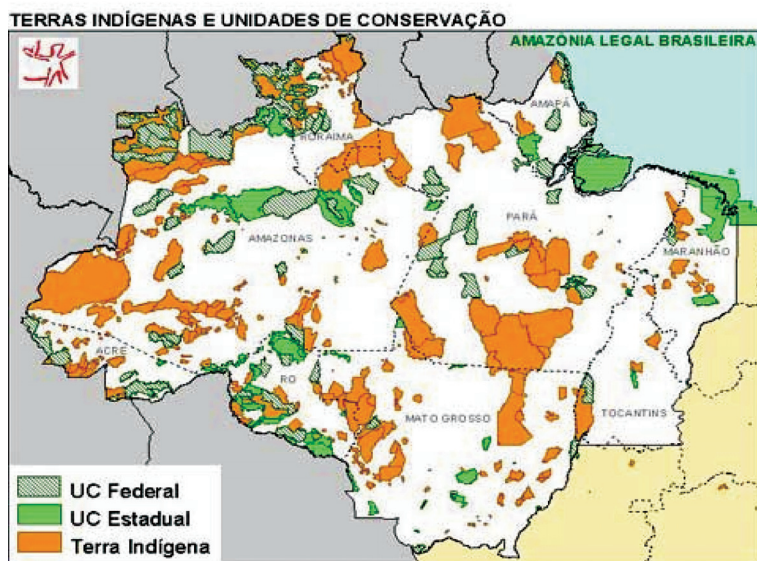 TERRAS INDÍGENAS E UNIDADES DE CONSERVAÇÃO
AMAZÔNIA LEGAL BRASILEIRA
AMAPÁ
RORAIMA
PARÁ
AMAZONAS
MARANHÃO
ACRE
RO
MATO GROSSO
TOCANTINS
UC Federal
UC Estadual
Terra Indígena